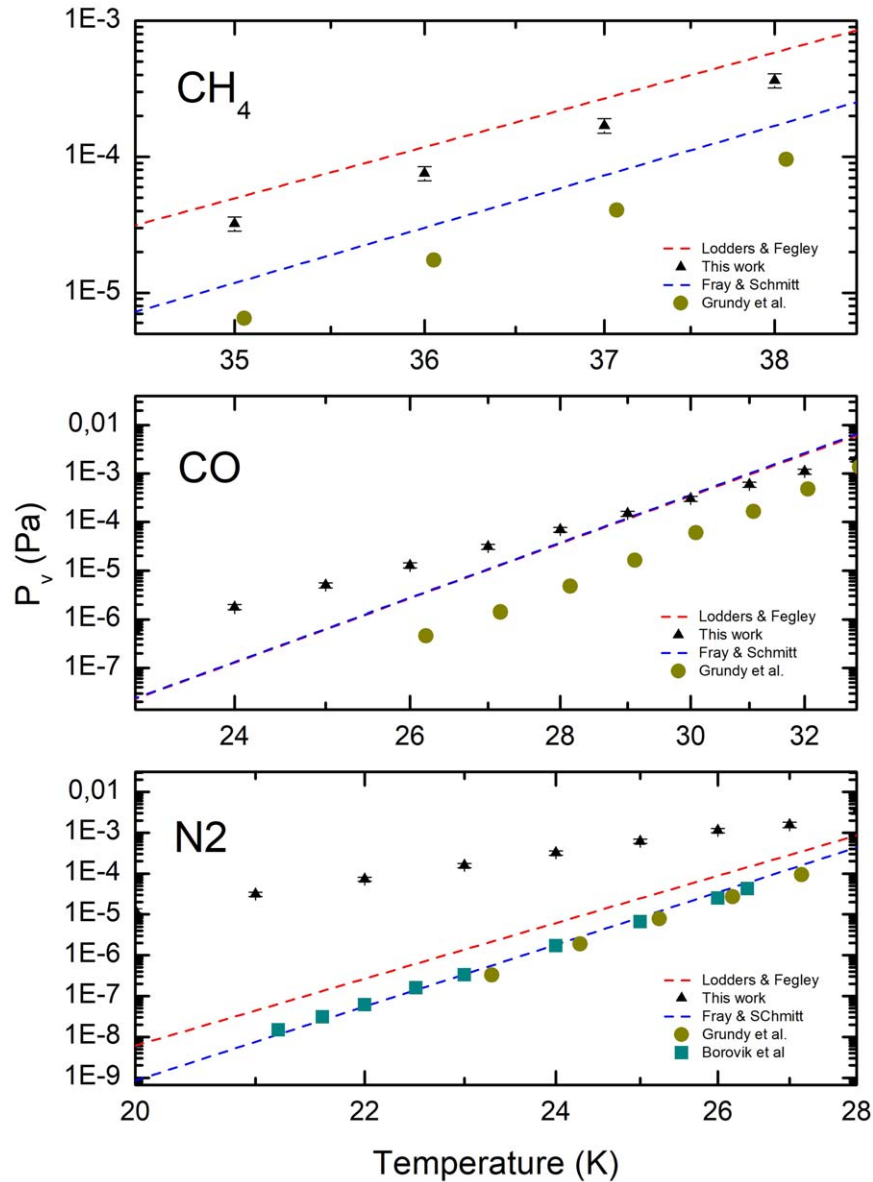 1E-3
CH4
1E-4
1E-5
Lodders & Fegley
This work
Fray & Schmitt
Grundy et al.
35 36 37 38
0,01
CO
1E-3
1E-4
1E-5
1E-6
1E-7
Lodders & Fegley
This work
Fray & Schmitt
Grundy et al.
24 26 28 30 32
Pv (Pa)
0,01
N2
1E-3
1E-4
1E-5
1E-6
1E-7
1E-8
1E-9
Lodders & Fegley
This work
Fray & SChmitt
Grundy et al.
Borovik et al
20 22 24 26 28
Temperature (K)